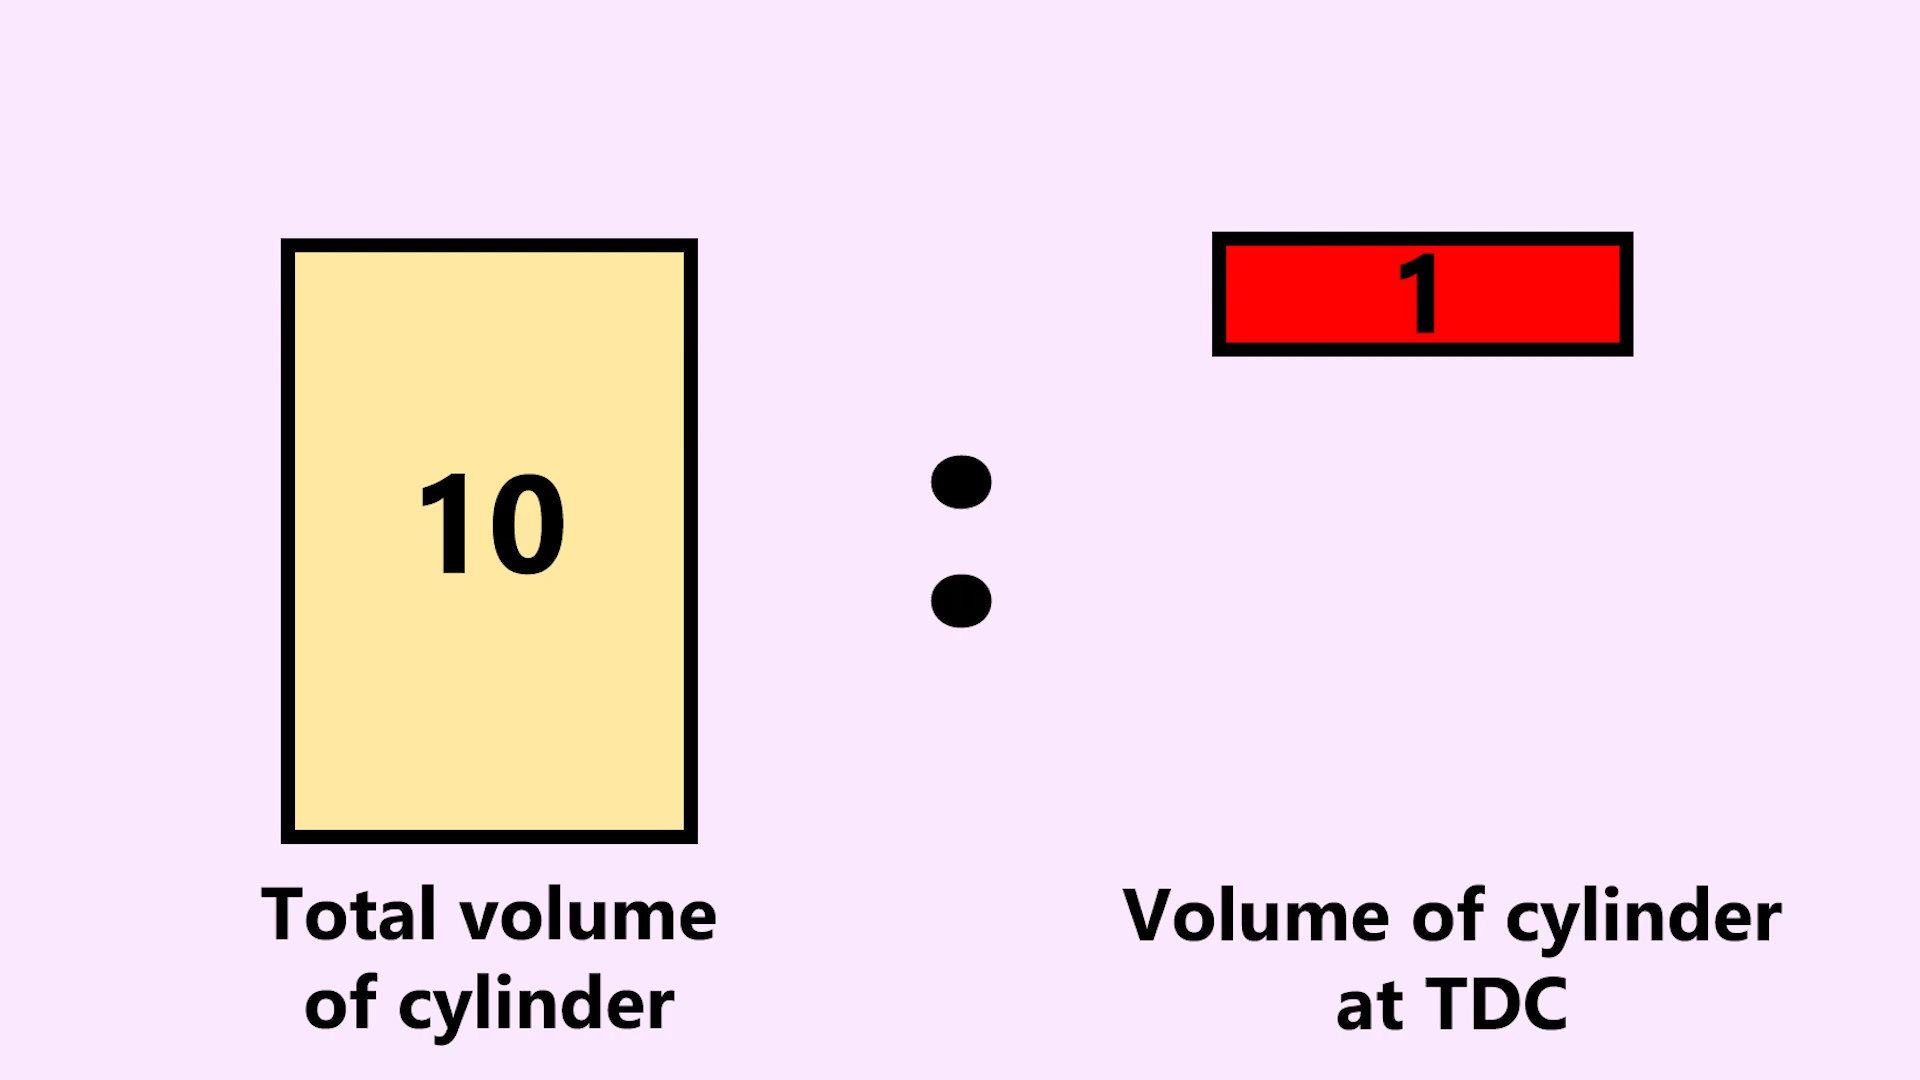 10
:
1
Total volume
of cylinder
Volume of cylinder
at TDC